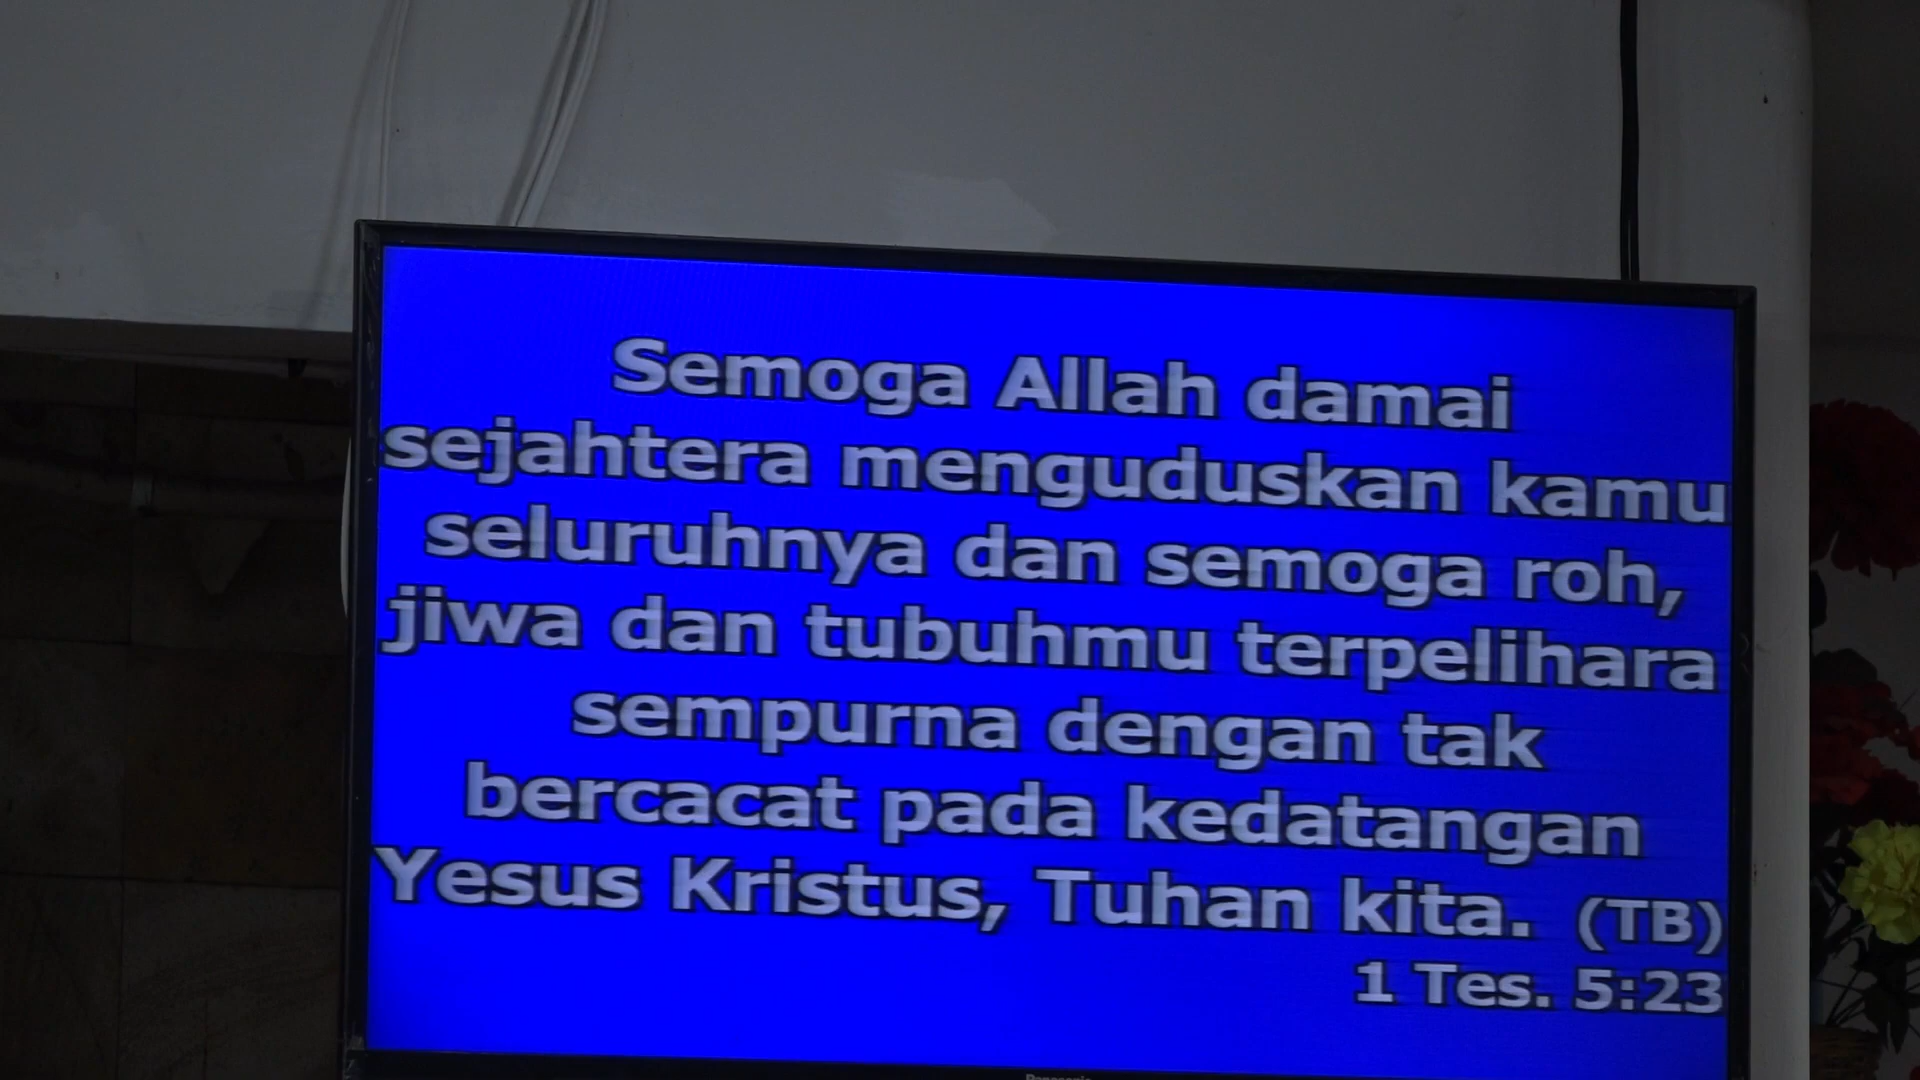 Semoga Allah damai
sejahtera menguduskan kamu
seluruhnya dan semoga roh,
jiwa dan tubuhmu terpelihara
sempurna dengan tak
bercacat pada kedatangan
Yesus Kristus, Tuhan kita. (TB)
1 Tes. 5:23
Panasonic